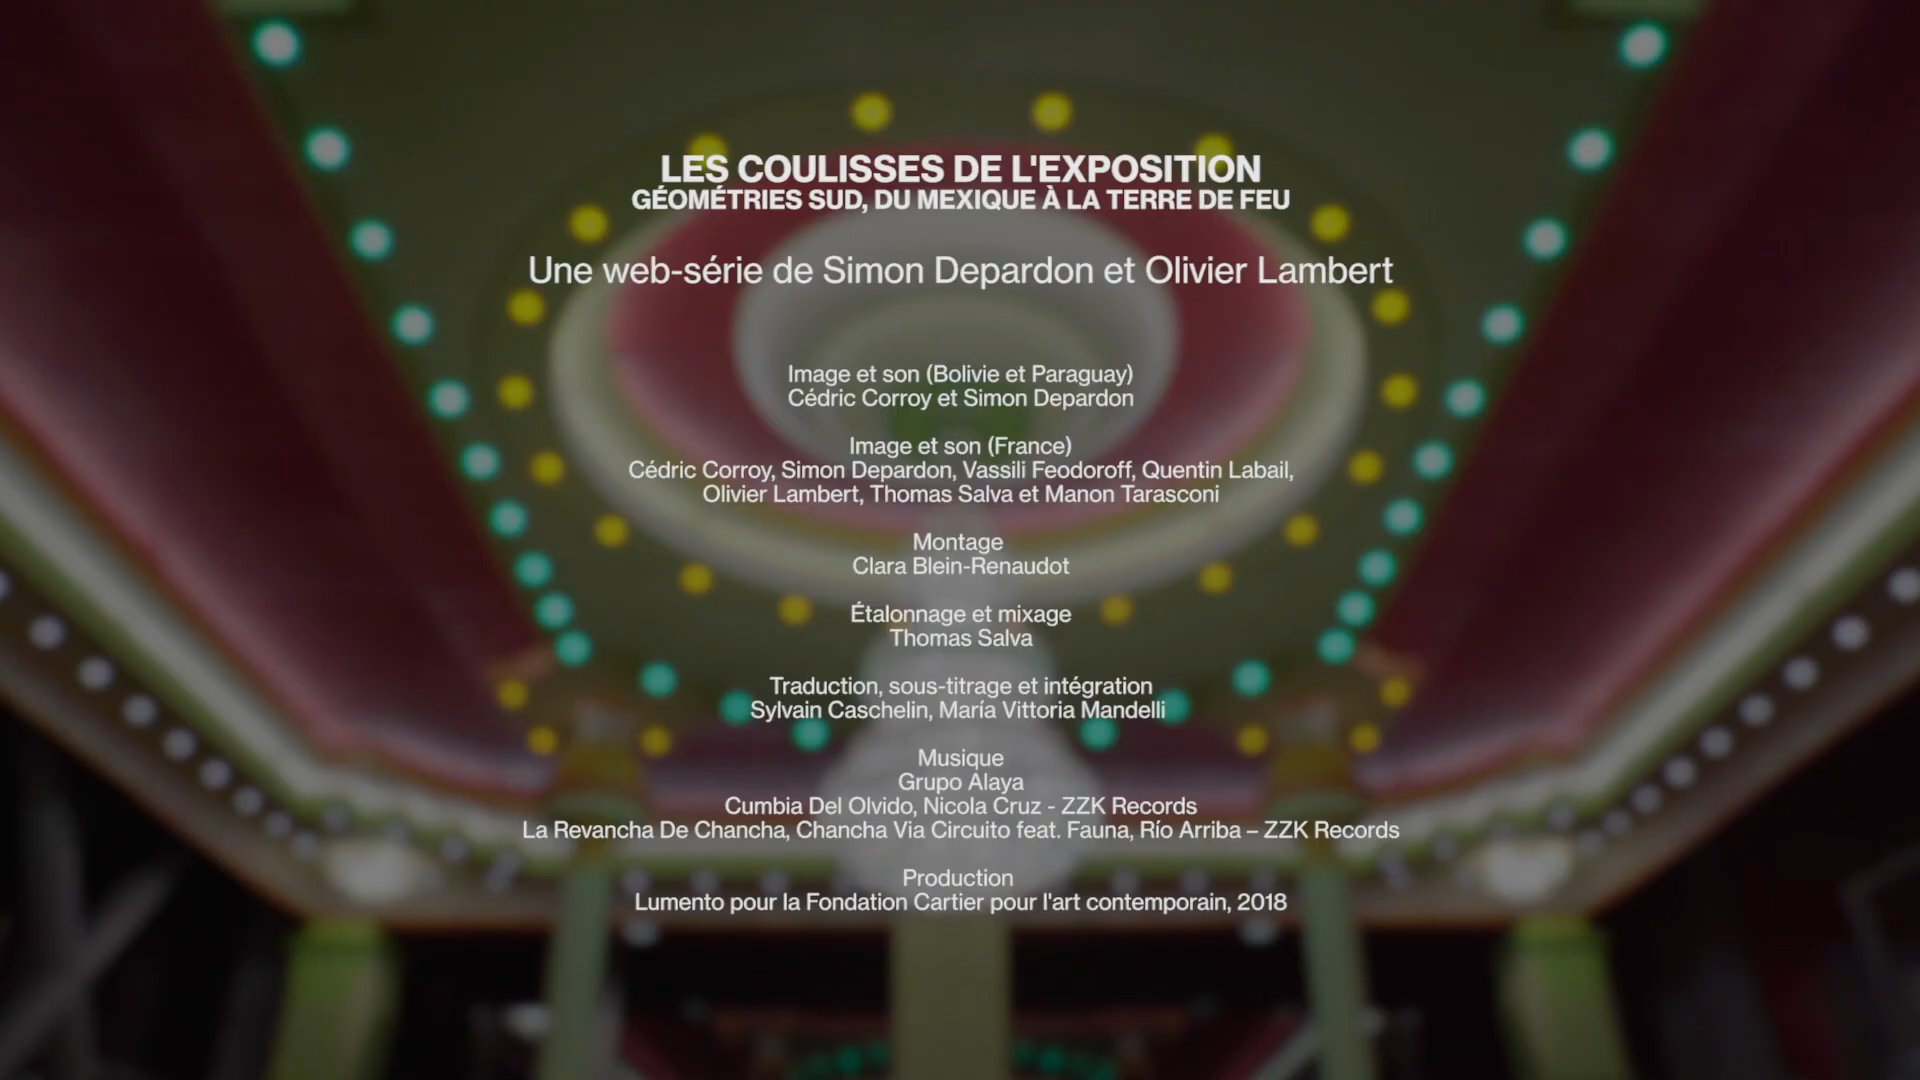 LES COULISSES DE L'EXPOSITION
GÉOMÉTRIES SUD, DU MEXIQUE À LA TERRE DE FEU
Une web-série de Simon Depardon et Olivier Lambert
Image et son (Bolivie et Paraguay)
Cédric Corroy et Simon Depardon
Image et son (France)
Cédric Corroy, Simon Depardon, Vassili Feodoroff, Quentin Labail,
Olivier Lambert, Thomas Salva et Manon Tarasconi
Montage
Clara Blein-Renaudot
Étalonnage et mixage
Thomas Salva
Traduction, sous-titrage et intégration
Sylvain Caschelin, María Vittoria Mandelli
Musique
Grupo Alaya
Cumbia Del Olvido, Nicola Cruz - ZZK Records
La Revancha De Chancha, Chancha Via Circuito feat. Fauna, Río Arriba – ZZK Records
Production
Lumento pour la Fondation Cartier pour l'art contemporain, 2018